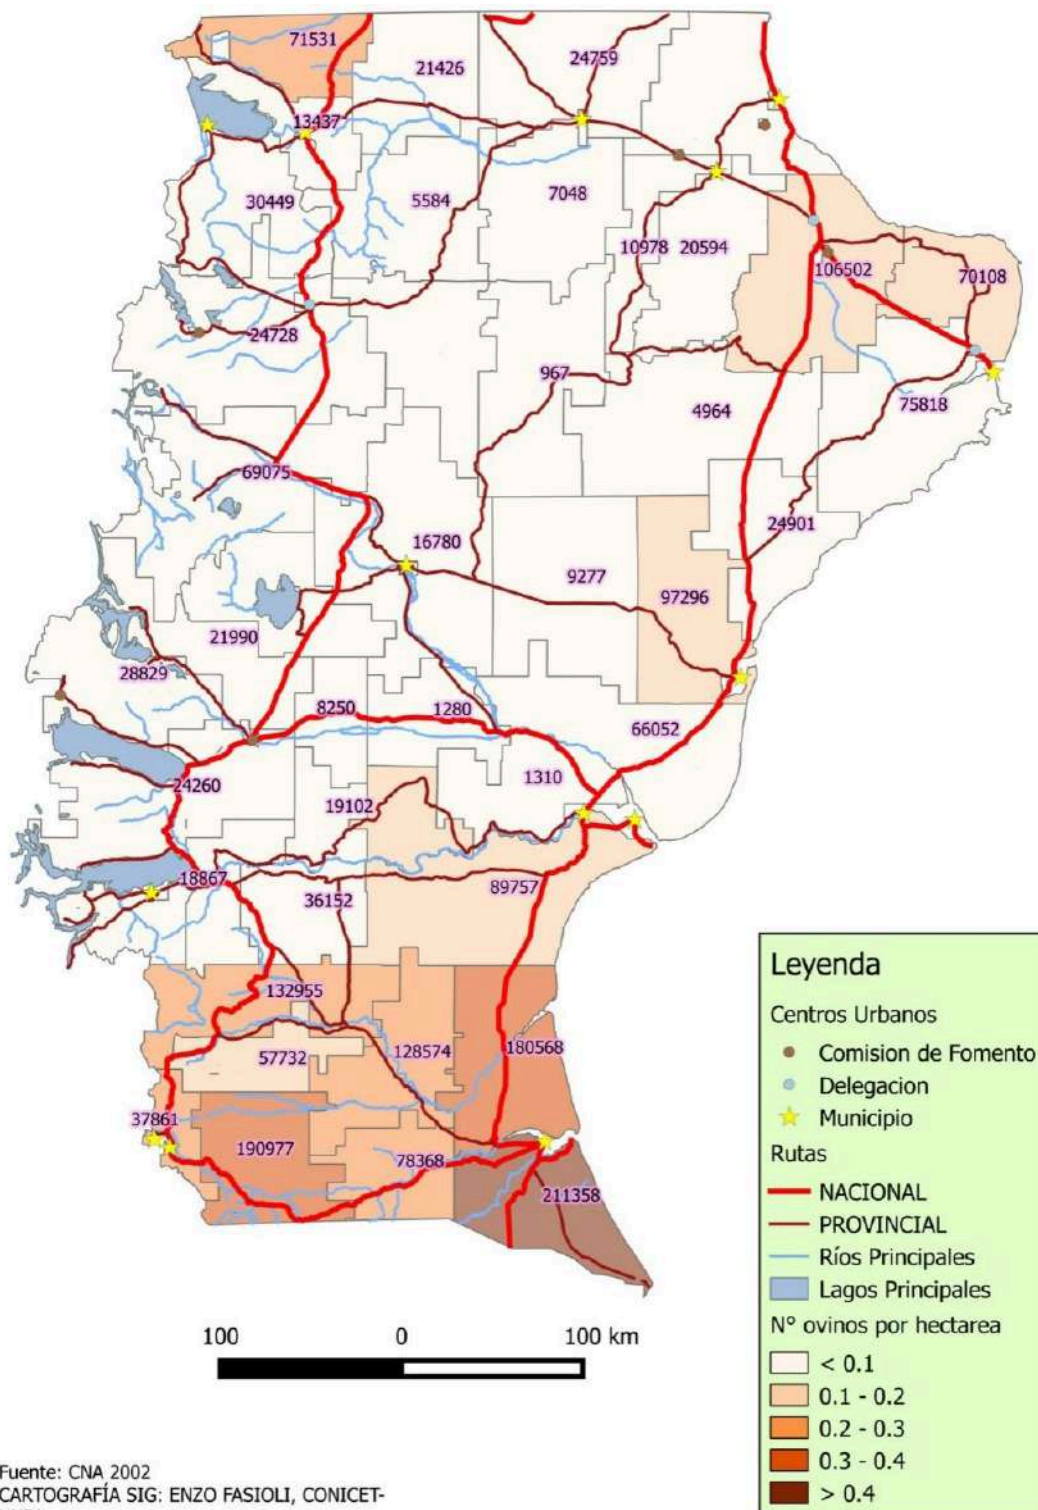 71531
21426
24759
13437
30449
5584
7048
10978
20594
106502
70108
24728
967
4964
75818
69075
16780
24901
9277
97296
21990
28829
8250
1280
66052
24260
19102
1310
18867
36152
89757
132955
57732
128574
180568
37861
190977
78368
211358
100 0 100 km
Leyenda
Centros Urbanos
Comision de Fomento
Delegacion
Municipio
Rutas
NACIONAL
PROVINCIAL
Ríos Principales
Lagos Principales
N° ovinos por hectarea
< 0.1
0.1 - 0.2
0.2 - 0.3
0.3 - 0.4
> 0.4
Fuente: CNA 2002
CARTOGRAFÍA SIG: ENZO FASIOLI, CONICET-